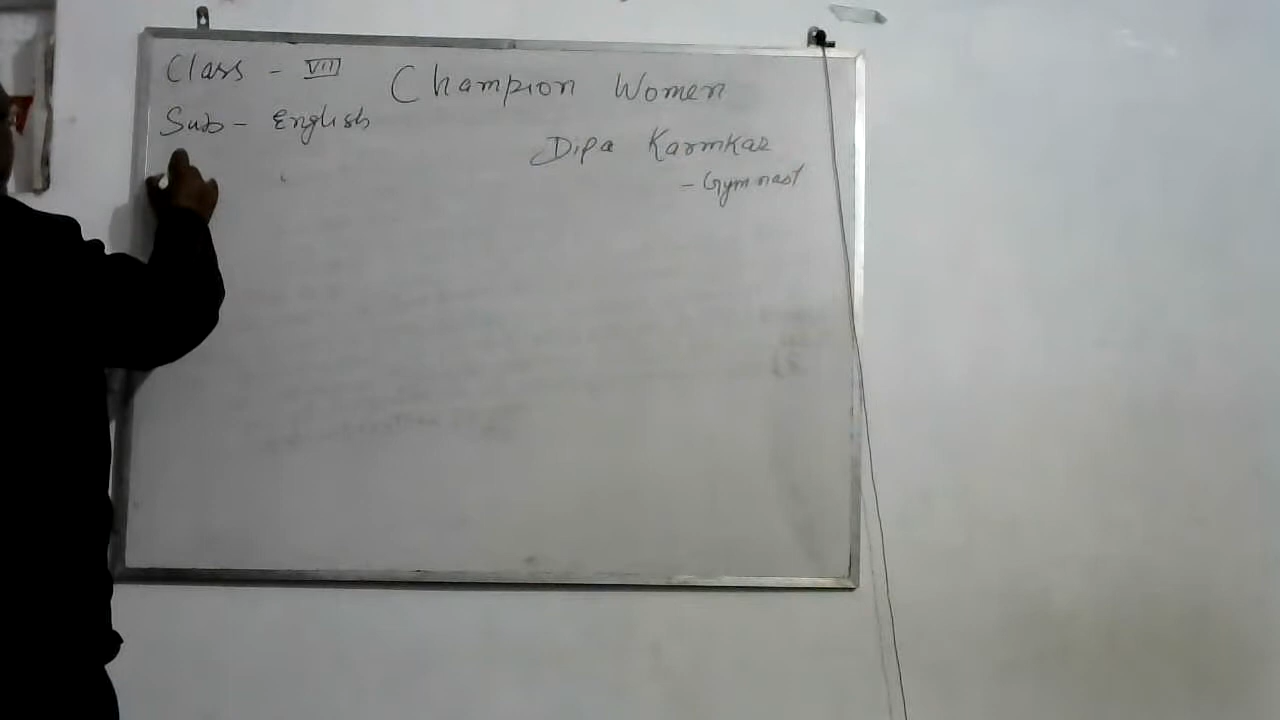 Class - VIII
Champion Women
Sub - English
Dipa Karmkar
- Gymnast